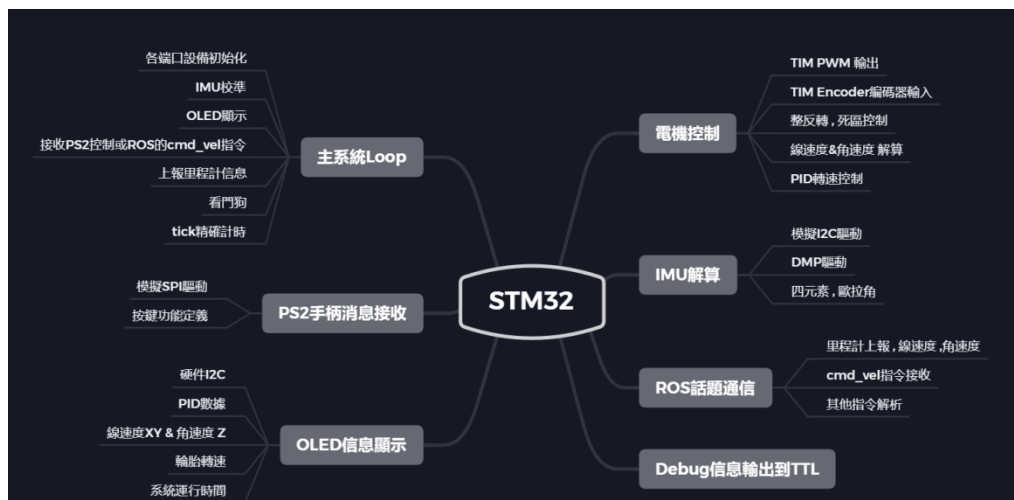 STM32
主系統Loop
各端口設備初始化
IMU校準
OLED顯示
接收PS2控制或ROS的cmd_vel指令
上報里程計信息
看門狗
tick精確計時
PS2手柄消息接收
模擬SPI驅動
按鍵功能定義
OLED信息顯示
硬件I2C
PID數據
線速度XY & 角速度 Z
輪胎轉速
系統運行時間
電機控制
TIM PWM 輸出
TIM Encoder編碼器輸入
整反轉 , 死區控制
線速度&角速度 解算
PID轉速控制
IMU解算
模擬I2C驅動
DMP驅動
四元素 , 歐拉角
ROS話題通信
里程計上報 , 線速度 ,角速度
cmd_vel指令接收
其他指令解析
Debug信息輸出到TTL